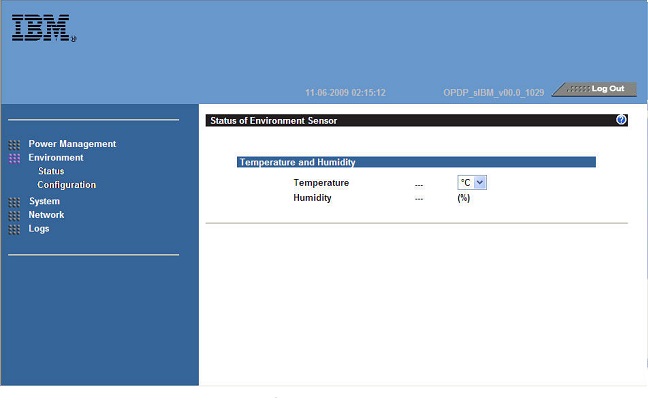 IBM®
11-06-2009 02:15:12 OPDP_sIBM_v00.0_1029 Log Out
Status of Environment Sensor ?
Power Management
Environment
Status
Configuration
System
Network
Logs
Temperature and Humidity
Temperature --- °C
Humidity --- (%)